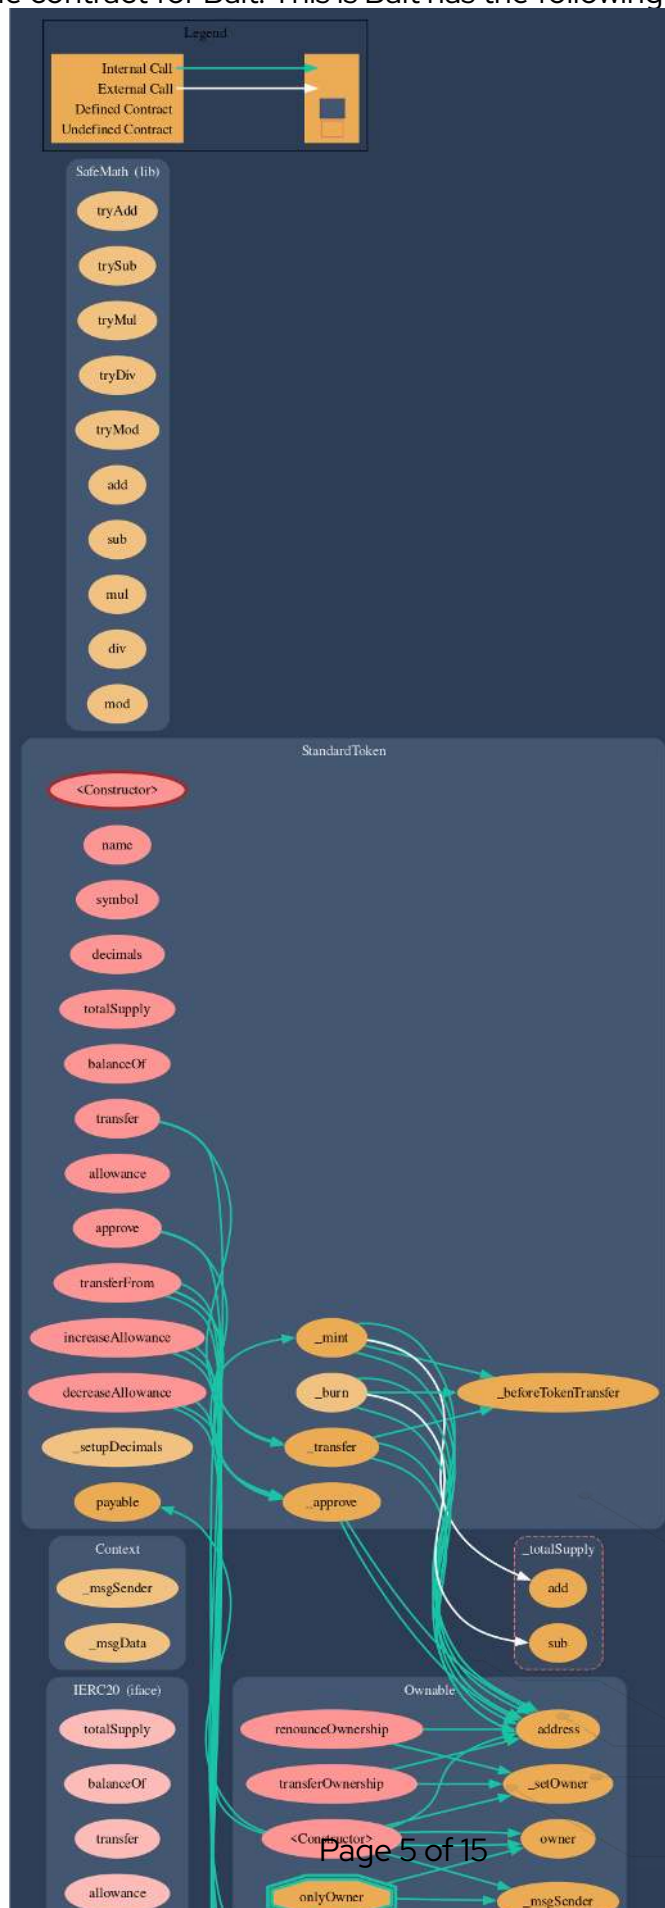 Legend
Internal Call
External Call
Defined Contract
Undefined Contract
SafeMath (lib)
tryAdd
trySub
tryMul
tryDiv
tryMod
add
sub
mul
div
mod
StandardToken
<Constructor>
name
symbol
decimals
totalSupply
balanceOf
transfer
allowance
approve
transferFrom
increaseAllowance
_mint
decreaseAllowance
_burn
_beforeTokenTransfer
_setupDecimals
_transfer
payable
_approve
Context
_msgSender
_msgData
_totalSupply
add
sub
IERC20 (iface)
totalSupply
balanceOf
transfer
allowance
Ownable
renounceOwnership
address
transferOwnership
_setOwner
<Constructor>
owner
Page 5 of 15
onlyOwner
_msgSender